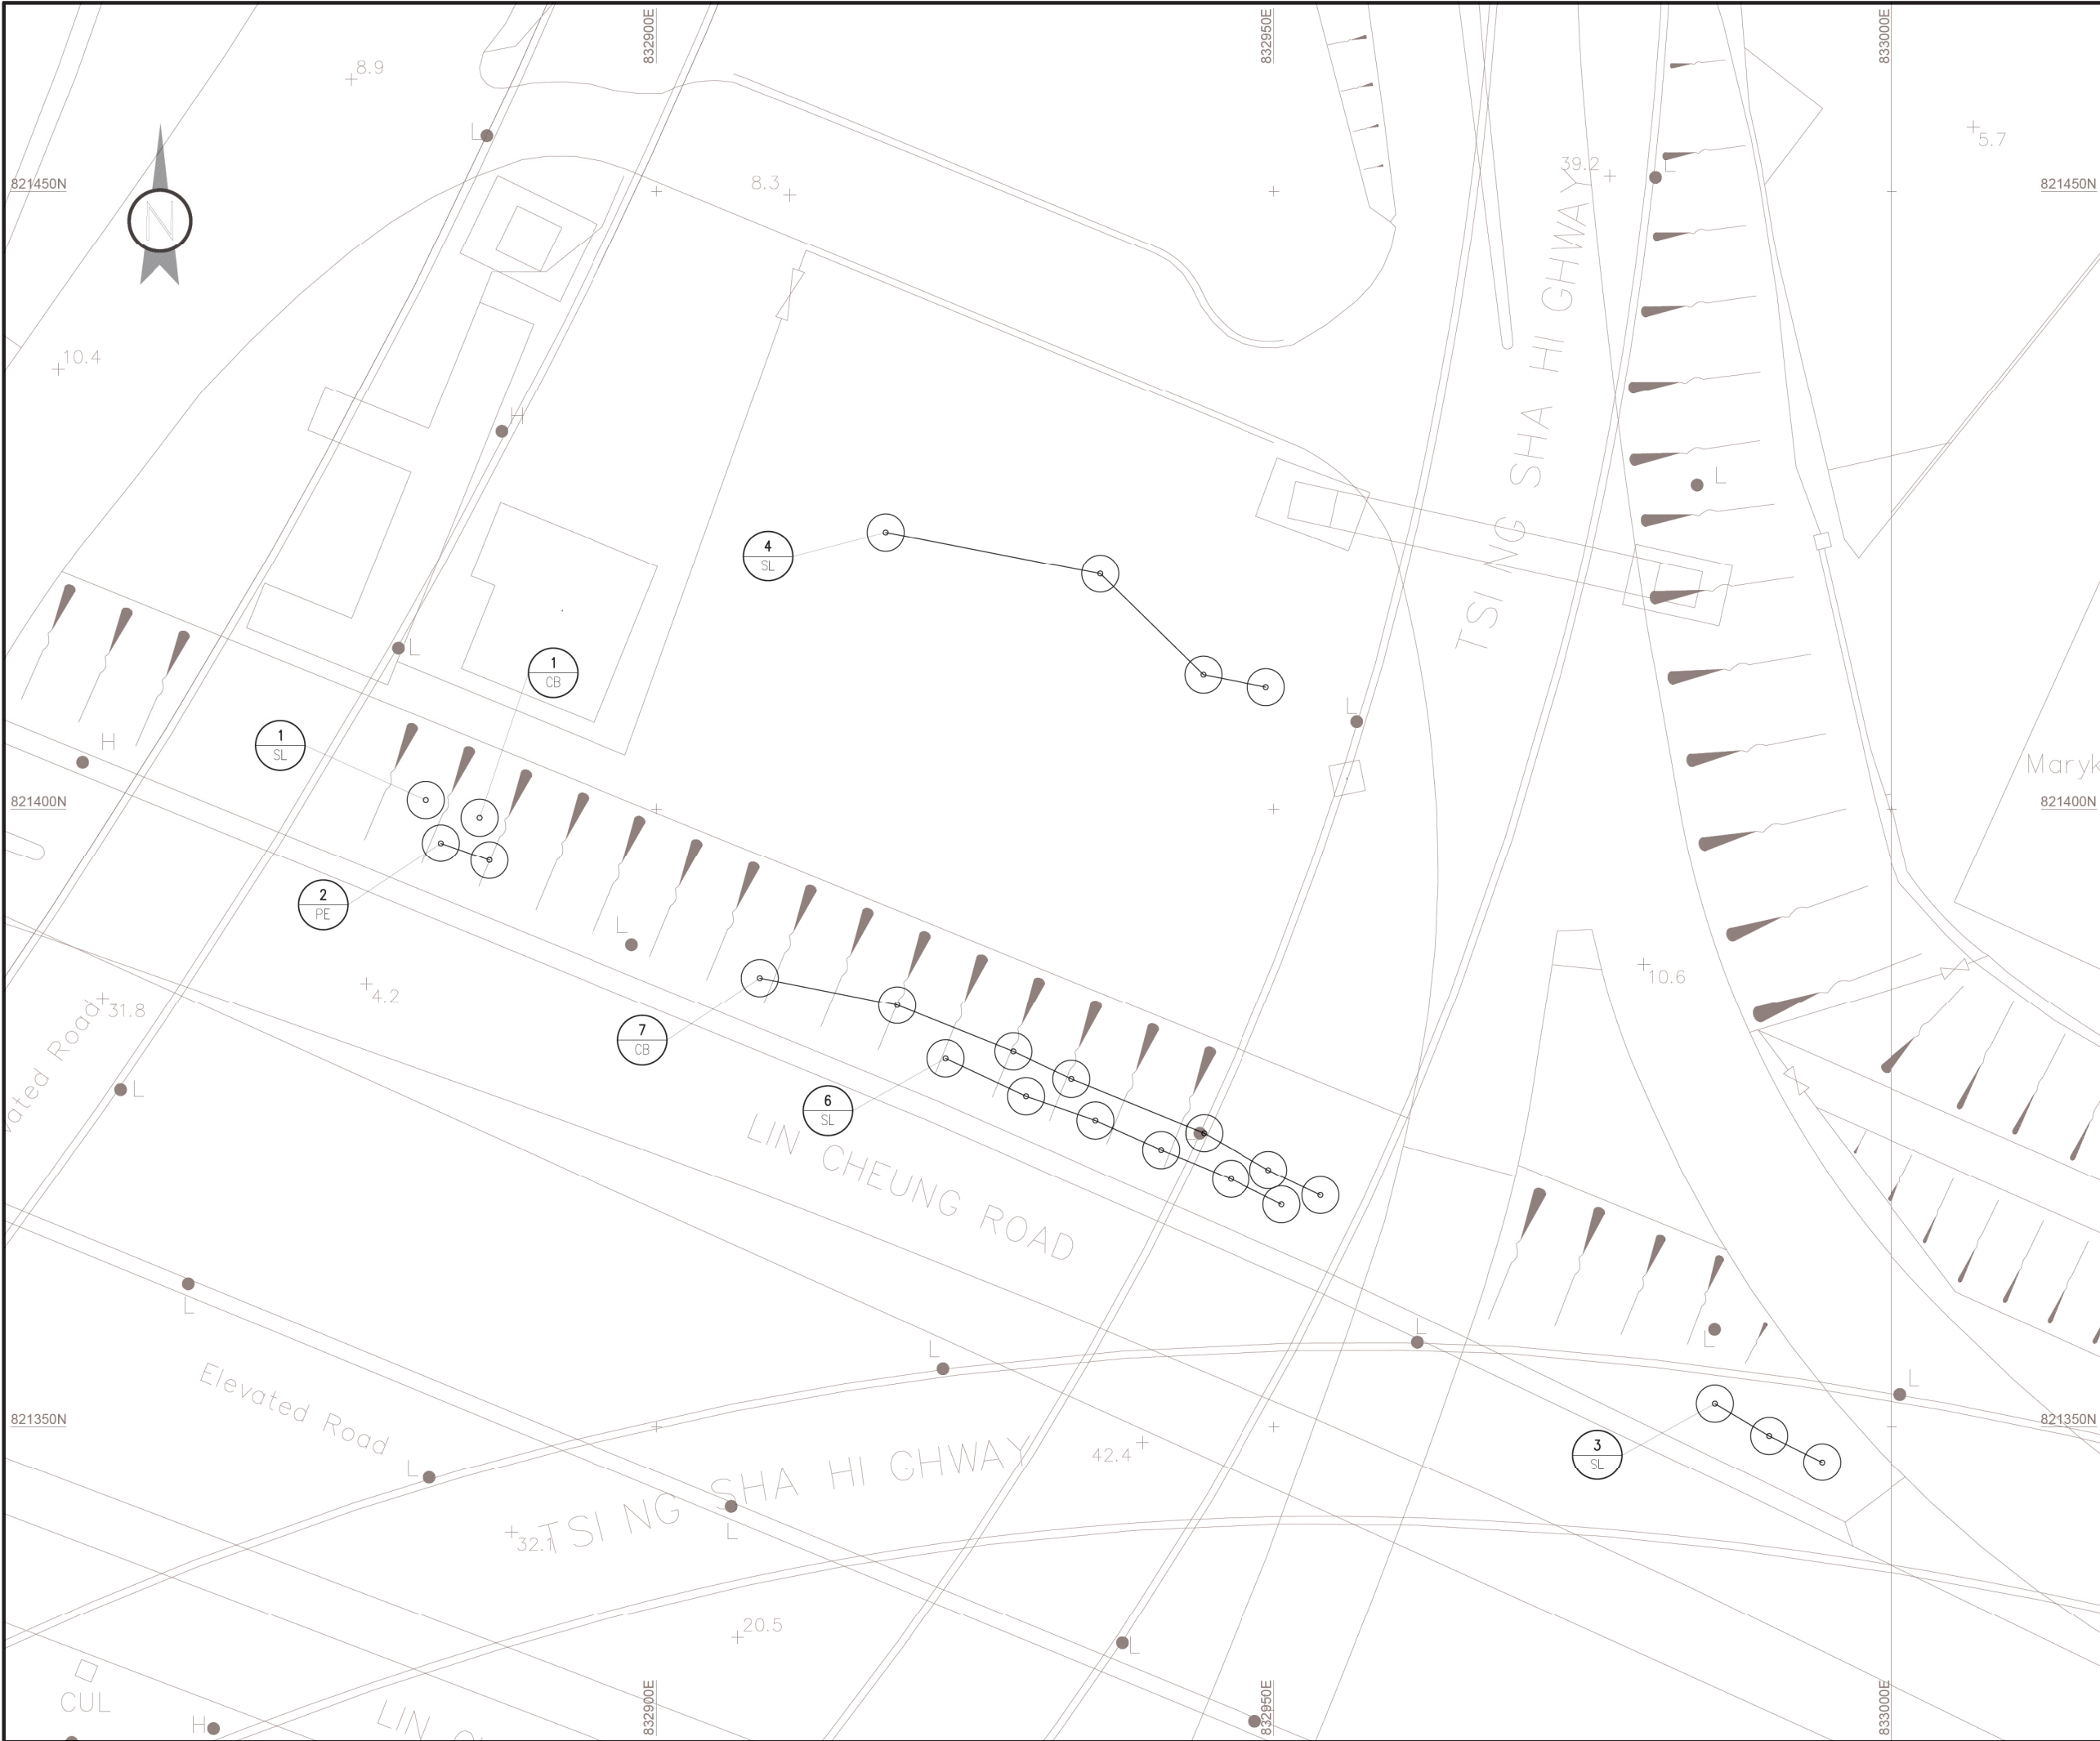 832900E
832950E
833000E
8.9
5.7
L
39.2
L
821450N
8.3
821450N
N
TSING SHA HIGHWAY
10.4
H
L
4
SL
L
1
CB
L
1
SL
H
821400N
821400N
2
PE
L
4.2
10.6
31.8
7
CB
L
6
SL
LIN CHEUNG ROAD
L
L
L
L
L
Elevated Road
821350N
821350N
3
SL
L
42.4
TSING SHA HIGHWAY
32.1
L
20.5
L
832900E
832950E
833000E
CUL
H